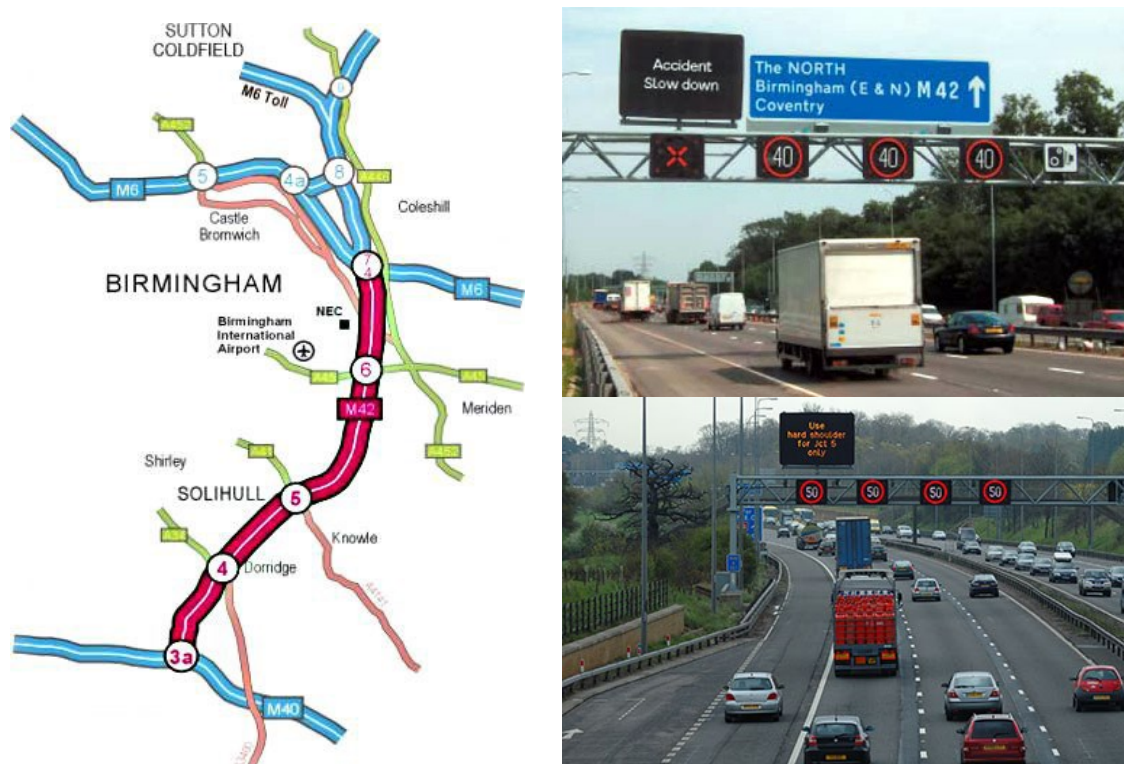 SUTTON
COLDFIELD
M6 Toll
9
A452
5
4a
8
A446
M6
Castle
Bromwich
Coleshill
7
4
BIRMINGHAM
M6
NEC
Birmingham
International
Airport
6
A45
A45
M42
Meriden
A452
Shirley
A41
SOLIHULL
5
Knowle
A34
4
Dorridge
A4141
3a
M40
A3400
Accident
Slow down
The NORTH
Birmingham (E & N) M 42
Coventry
40
40
40
Use
hard shoulder
for Jct 5
only
50
50
50
50